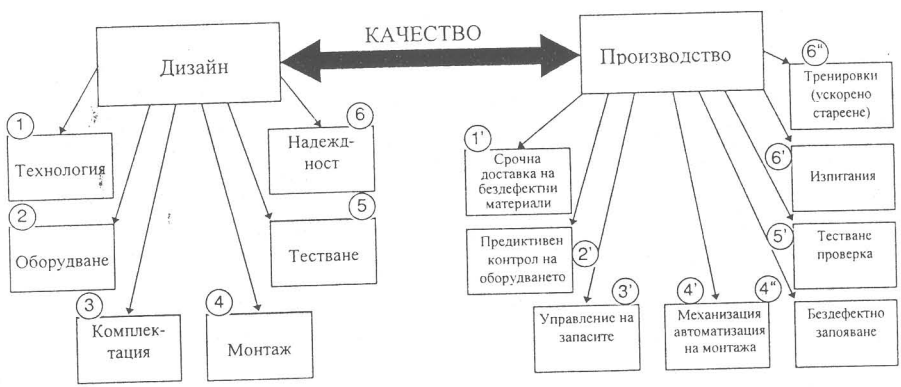 КАЧЕСТВО
Дизайн
1
Технология
2
Оборудване
3
Комплек-
тация
4
Монтаж
5
Тестване
6
Надежд-
ност
Производство
1'
Срочна
доставка на
бездефектни
материали
2'
Предиктивен
контрол на
оборудването
3'
Управление на
запасите
4'
Механизация
автоматизация
на монтажа
4"
Бездефектно
запояване
5'
Тестване
проверка
6'
Изпитания
6"
Тренировки
(ускорено
стареене)